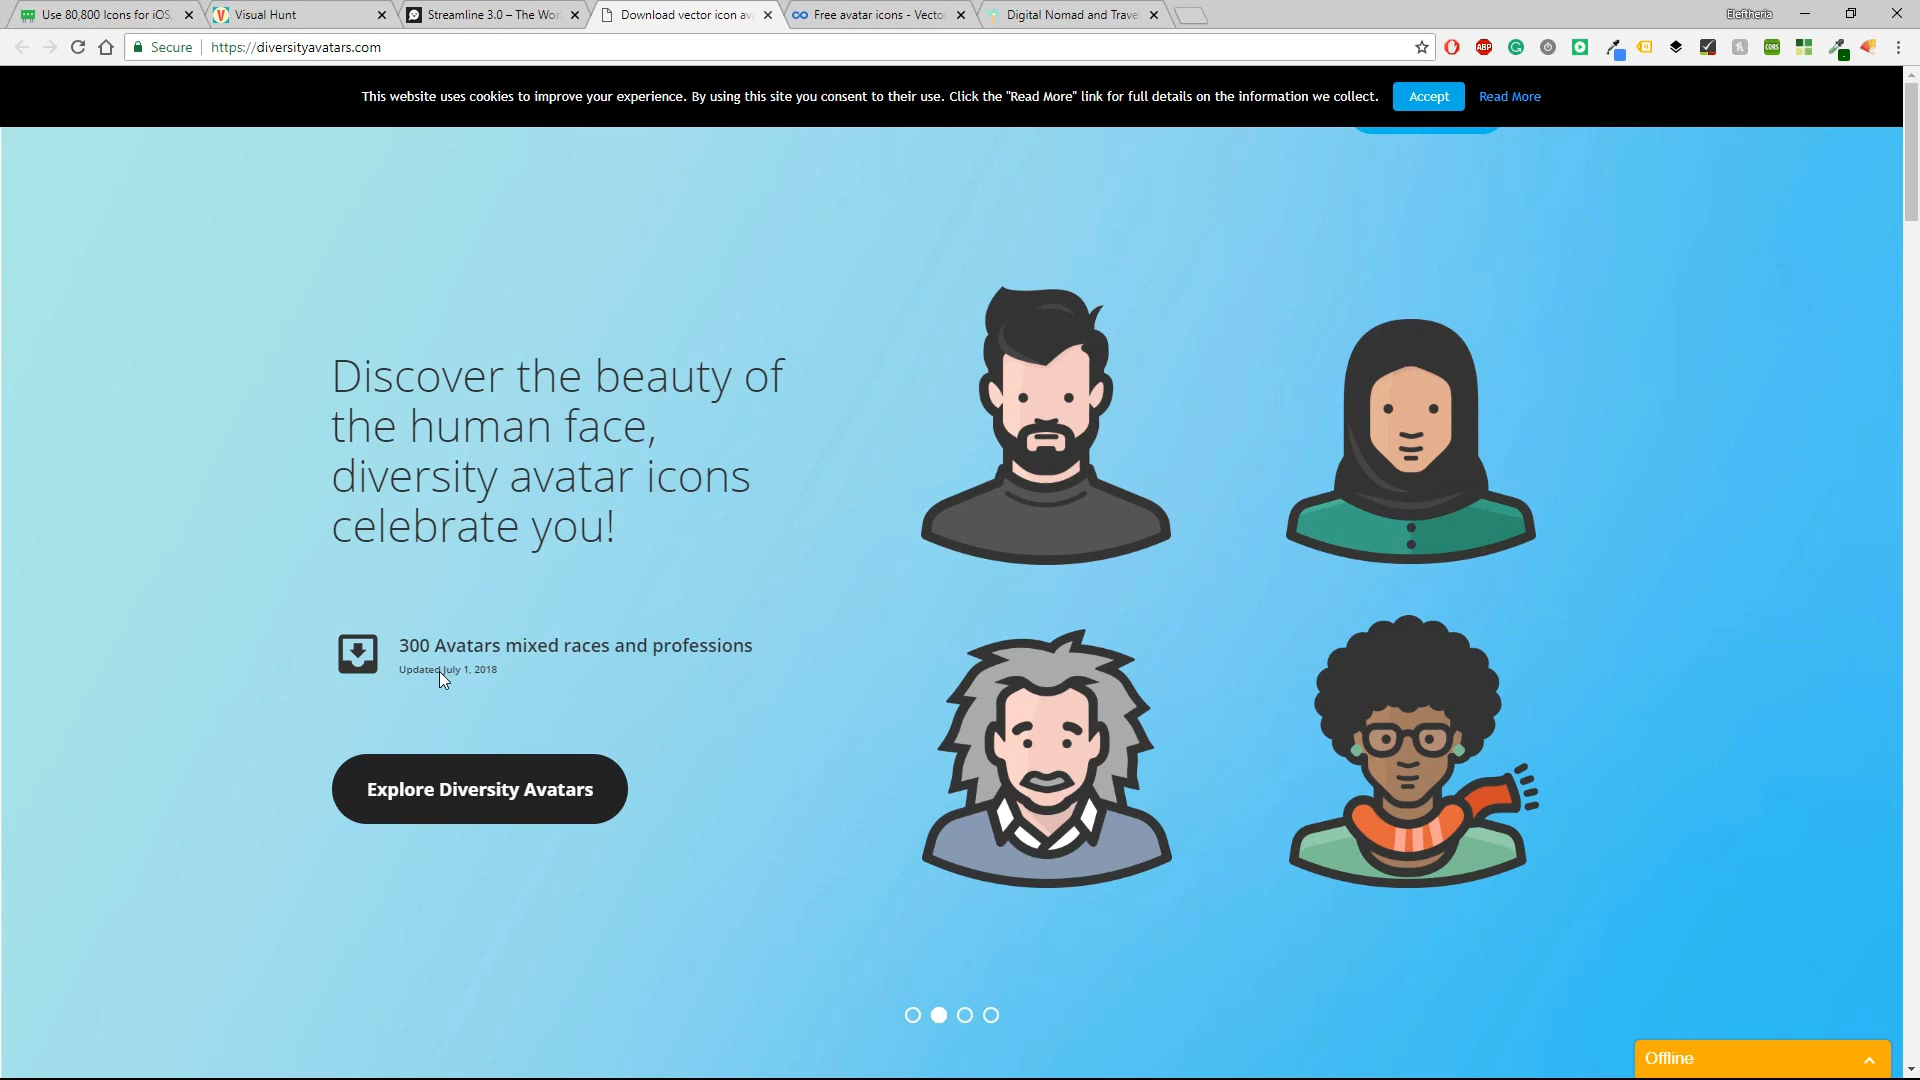 Use 80,800 Icons for iOS,
Visual Hunt
Streamline 3.0 – The Wor
Download vector icon av
Free avatar icons - Vecto
Digital Nomad and Trave
Eleftheria
Secure
https://diversityavatars.com
ABP
CORS
This website uses cookies to improve your experience. By using this site you consent to their use. Click the "Read More" link for full details on the information we collect.
Accept
Read More
Discover the beauty of
the human face,
diversity avatar icons
celebrate you!
300 Avatars mixed races and professions
Updated July 1, 2018
Explore Diversity Avatars
Offline